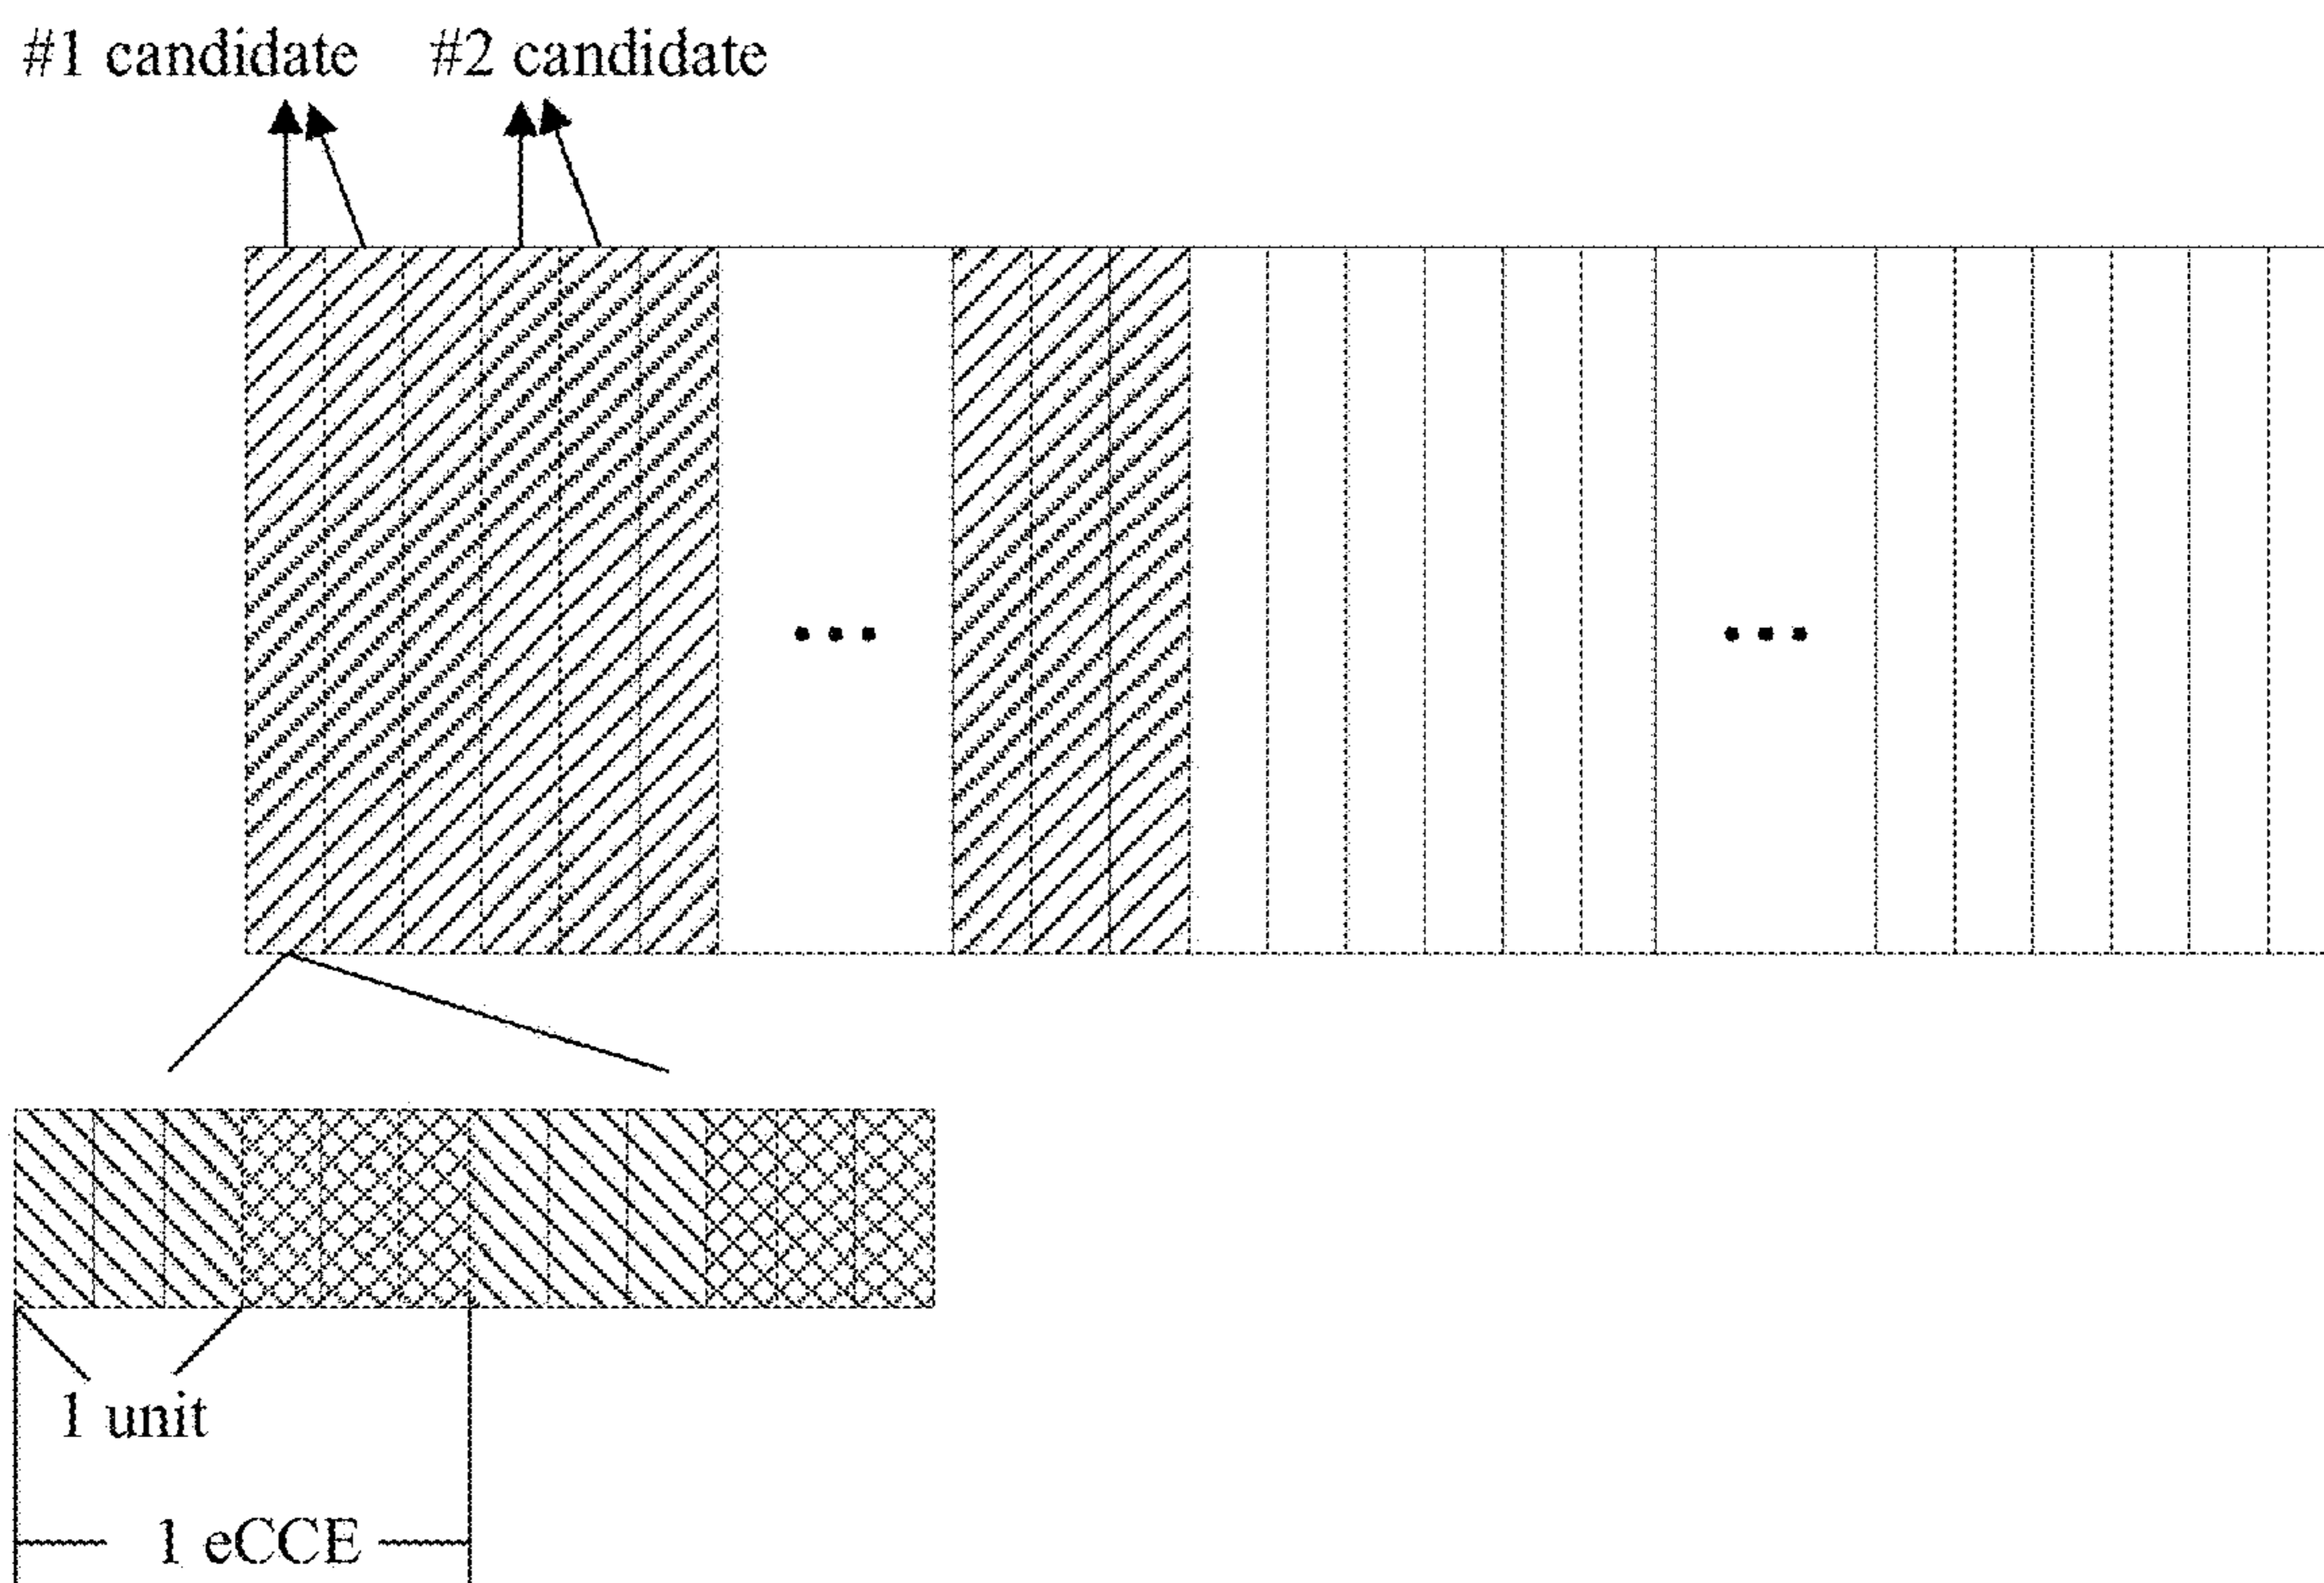 #1 candidate #2 candidate
... ...
1 unit
1 eCCE